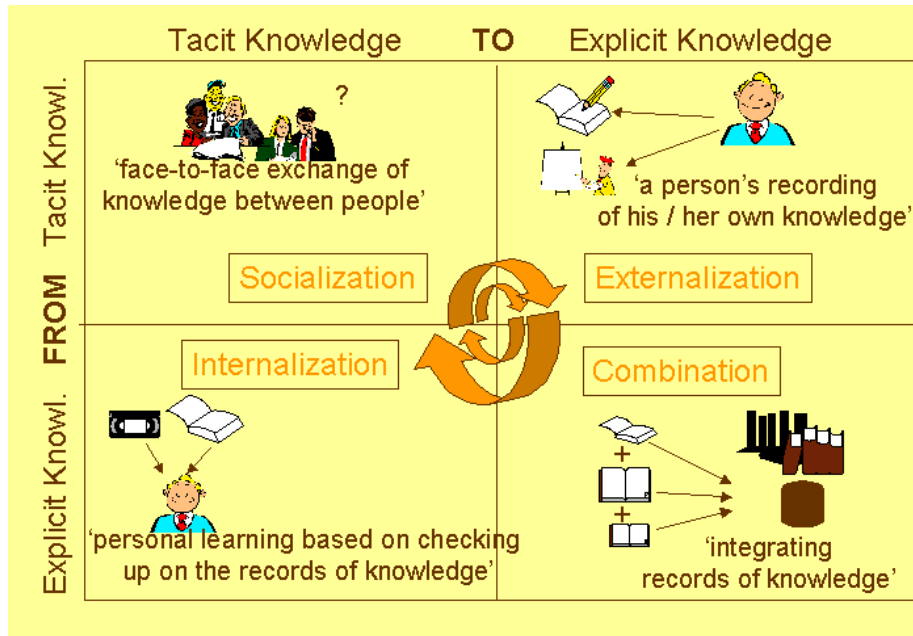 Tacit Knowledge TO Explicit Knowledge
FROM Tacit Knowl.
Explicit Knowl.
?
‘face-to-face exchange of
knowledge between people’
Socialization
‘a person’s recording
of his / her own knowledge’
Externalization
Internalization
‘personal learning based on checking
up on the records of knowledge’
Combination
+
+
‘integrating
records of knowledge’